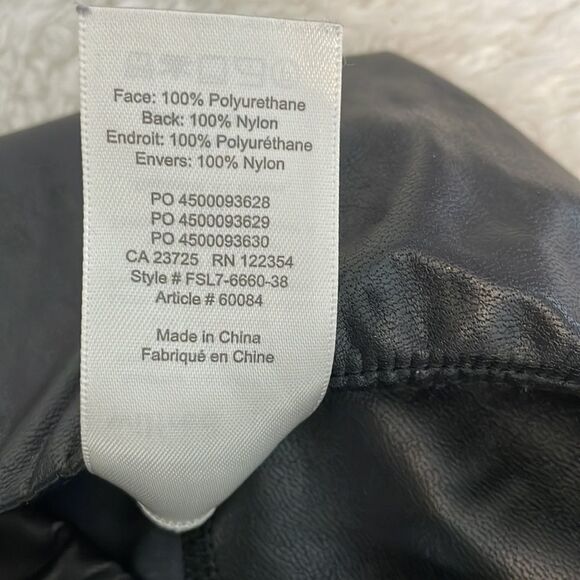 Face: 100% Polyurethane
Back: 100% Nylon
Endroit: 100% Polyuréthane
Envers: 100% Nylon
PO 4500093628
PO 4500093629
PO 4500093630
CA 23725 RN 122354
Style # FSL7-6660-38
Article # 60084
Made in China
Fabriqué en Chine